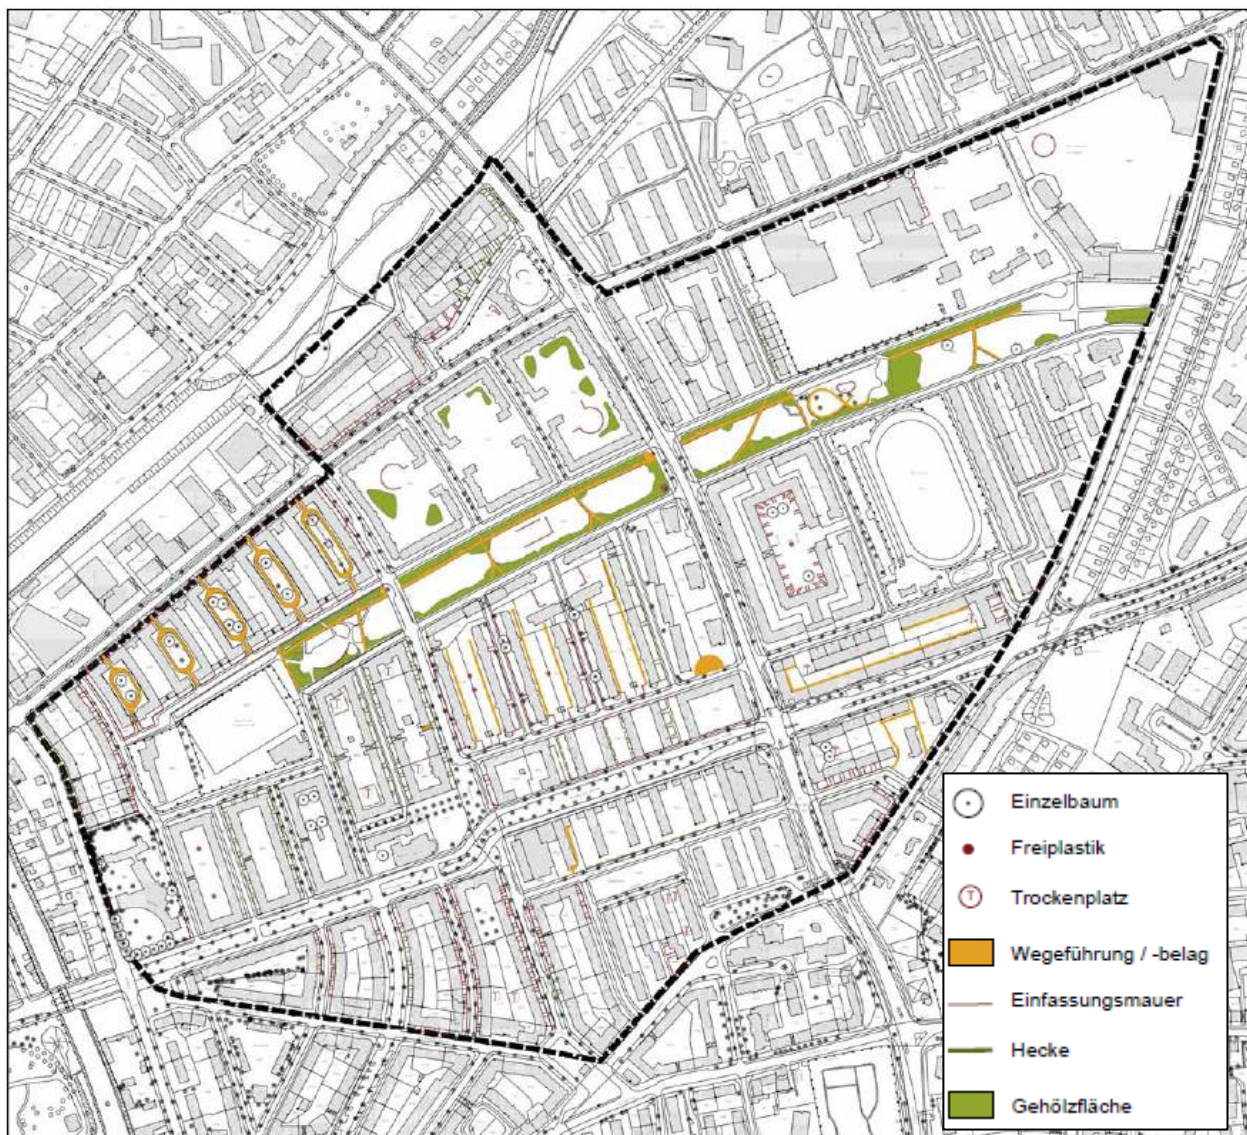 Einzelbaum
Freiplastik
T Trockenplatz
Wegeführung / -belag
Einfassungsmauer
Hecke
Gehölzfläche